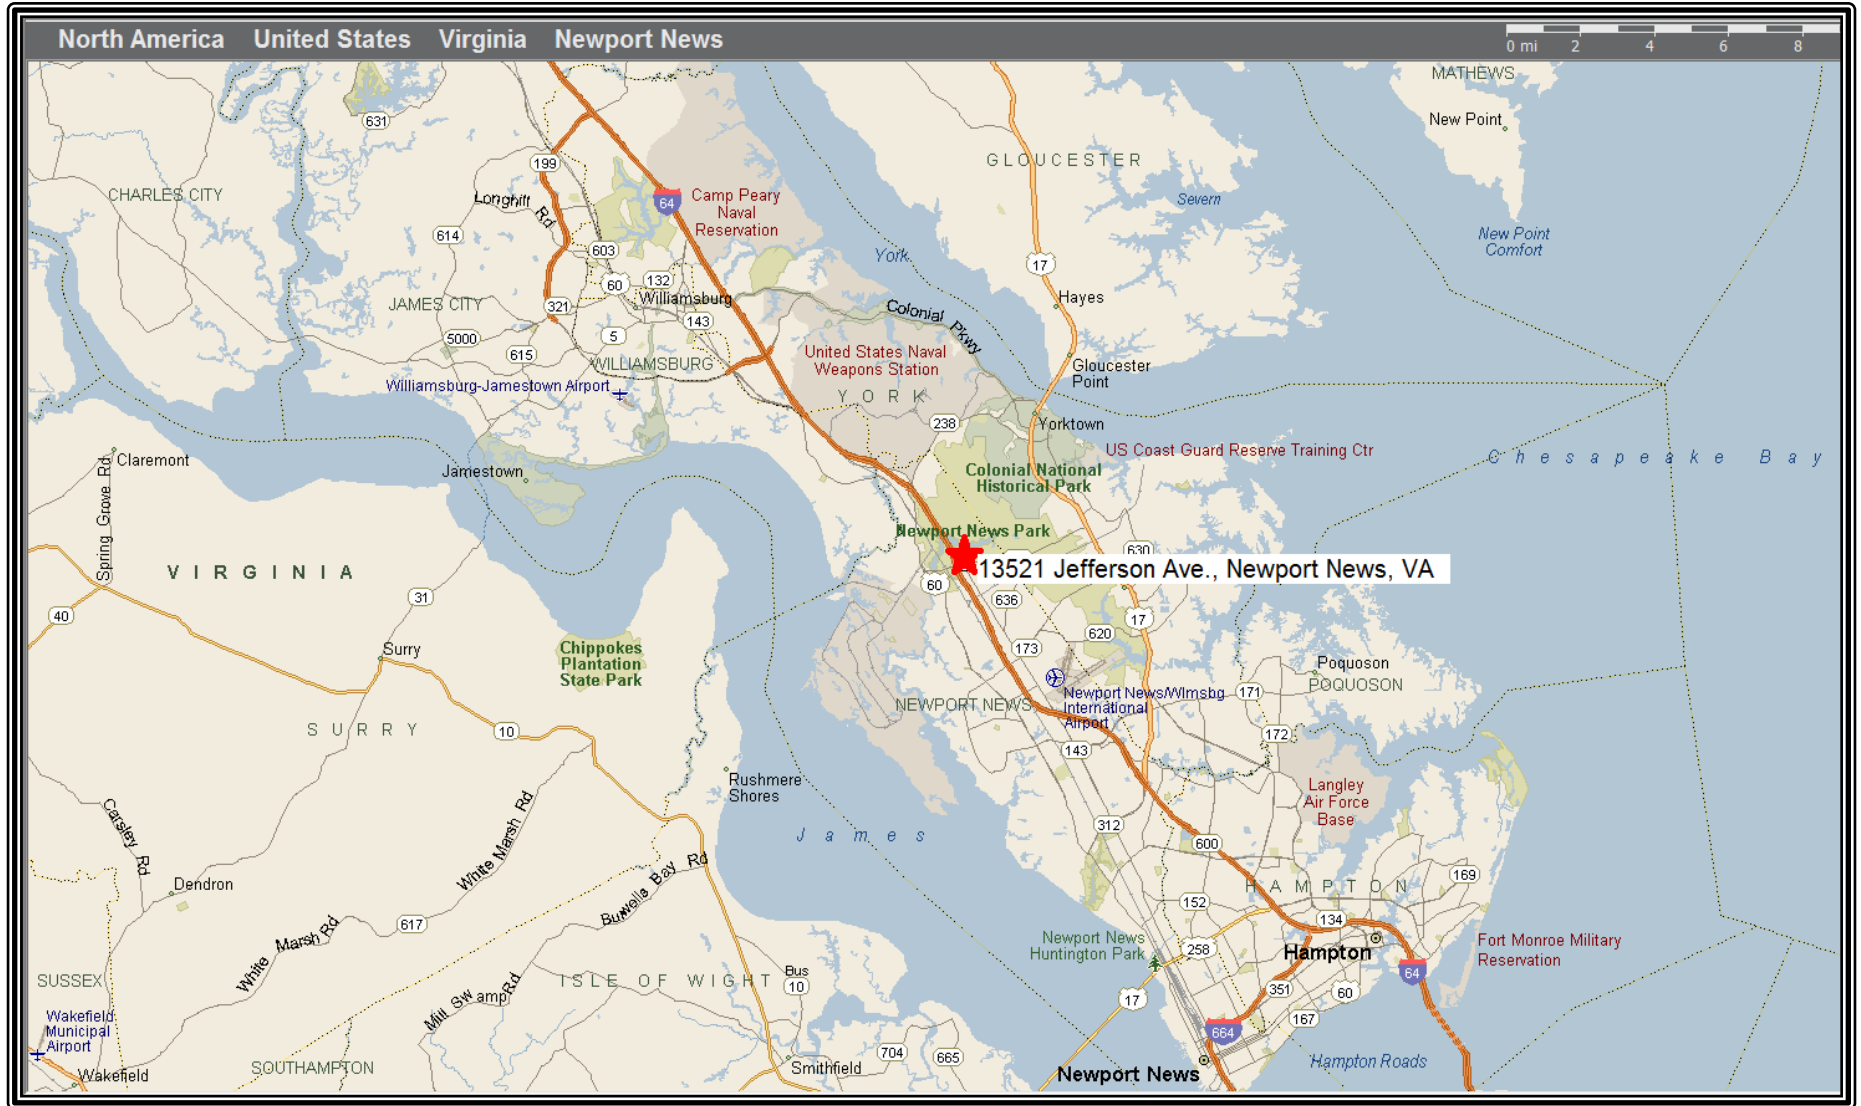 North America United States Virginia Newport News
0 mi 2 4 6 8
MATHEWS
New Point
631
GLOUCESTER
199
CHARLES CITY
Longhill Rd
64
Camp Peary
Naval
Reservation
Severn
614
603
New Point
Comfort
York
17
60
132
JAMES CITY
321
Williamsburg
Hayes
143
Colonial Pkwy
5000
5
615
WILLIAMSBURG
United States Naval
Weapons Station
Gloucester
Point
Williamsburg-Jamestown Airport
YORK
238
Yorktown
US Coast Guard Reserve Training Ctr
Chesapeake Bay
Claremont
Spring Grove Rd
Jamestown
Colonial National
Historical Park
Newport News Park
630
VIRGINIA
13521 Jefferson Ave., Newport News, VA
60
31
636
40
17
620
Surry
Chippokes
Plantation
State Park
173
Poquoson
POQUOSON
Newport News/Wlmsbg
International
Airport
171
NEWPORT NEWS
SURRY
10
172
143
Rushmere
Shores
Langley
Air Force
Base
Carsley Rd
White Marsh Rd
James
312
600
Burwells Bay Rd
Dendron
HAMPTON
169
152
617
134
White Marsh Rd
Newport News
Huntington Park
258
Hampton
Fort Monroe Military
Reservation
64
SUSSEX
ISLE OF WIGHT
Bus
10
Mill Swamp Rd
17
351
60
Wakefield
Municipal
Airport
167
664
704
665
Hampton Roads
SOUTHAMPTON
Smithfield
Wakefield
Newport News